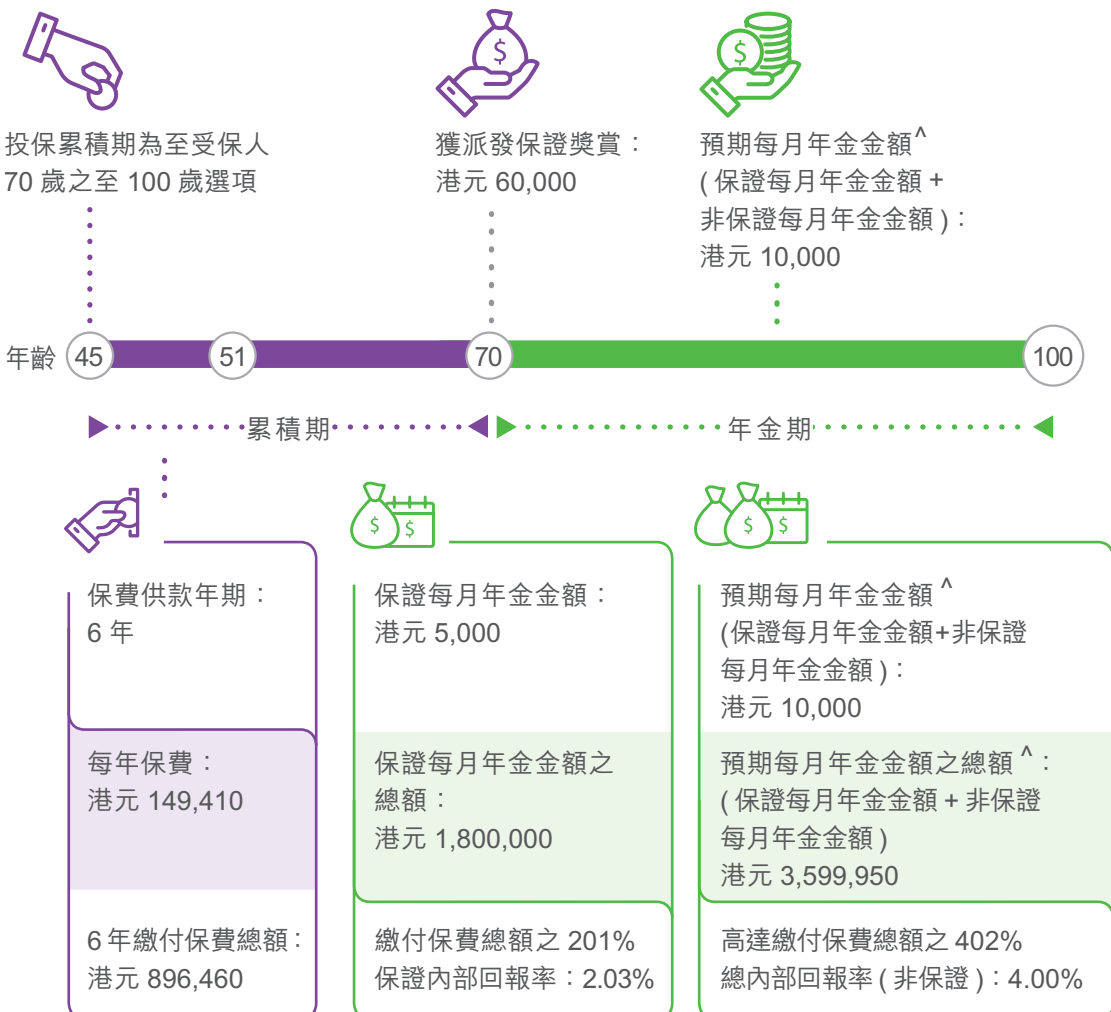 投保累積期為至受保人
70 歲之至 100 歲選項
獲派發保證獎賞：
港元 60,000
預期每月年金金額^
( 保證每月年金金額 +
非保證每月年金金額 )：
港元 10,000
年齡 45 51 70 100
累積期 年金期
保費供款年期：
6 年
每年保費：
港元 149,410
6 年繳付保費總額：
港元 896,460
$ $
保證每月年金金額：
港元 5,000
保證每月年金金額之
總額：
港元 1,800,000
繳付保費總額之 201%
保證內部回報率：2.03%
$ $
預期每月年金金額 ^
(保證每月年金金額+非保證
每月年金金額 )：
港元 10,000
預期每月年金金額之總額 ^：
( 保證每月年金金額 + 非保證
每月年金金額 )
港元 3,599,950
高達繳付保費總額之 402%
總內部回報率 ( 非保證 )：4.00%